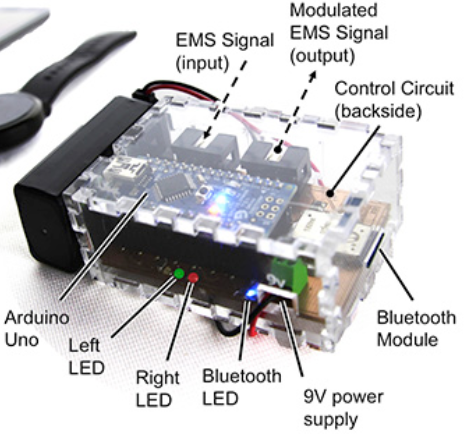 Modulated
EMS Signal
(output)
EMS Signal
(input)
Control Circuit
(backside)
Arduino
Uno
Left
LED
Right
LED
Bluetooth
LED
9V power
supply
Bluetooth
Module
9V